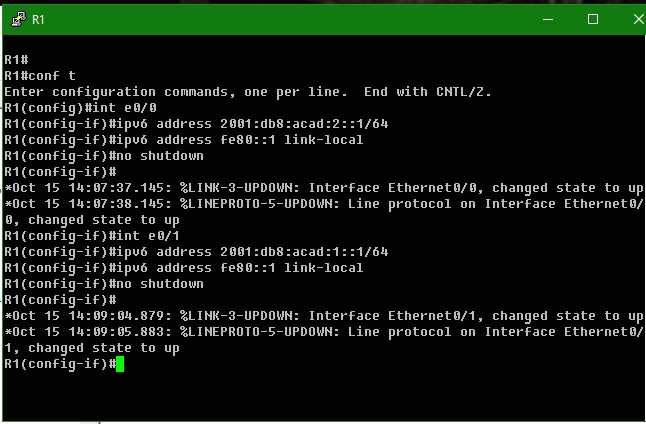 R1
R1#
R1#conf t
Enter configuration commands, one per line.  End with CNTL/Z.
R1(config)#int e0/0
R1(config-if)#ipv6 address 2001:db8:acad:2::1/64
R1(config-if)#ipv6 address fe80::1 link-local
R1(config-if)#no shutdown
R1(config-if)#
*Oct 15 14:07:37.145: %LINK-3-UPDOWN: Interface Ethernet0/0, changed state to up
*Oct 15 14:07:38.145: %LINEPROTO-5-UPDOWN: Line protocol on Interface Ethernet0/
0, changed state to up
R1(config-if)#int e0/1
R1(config-if)#ipv6 address 2001:db8:acad:1::1/64
R1(config-if)#ipv6 address fe80::1 link-local
R1(config-if)#no shutdown
R1(config-if)#
*Oct 15 14:09:04.879: %LINK-3-UPDOWN: Interface Ethernet0/1, changed state to up
*Oct 15 14:09:05.883: %LINEPROTO-5-UPDOWN: Line protocol on Interface Ethernet0/
1, changed state to up
R1(config-if)#